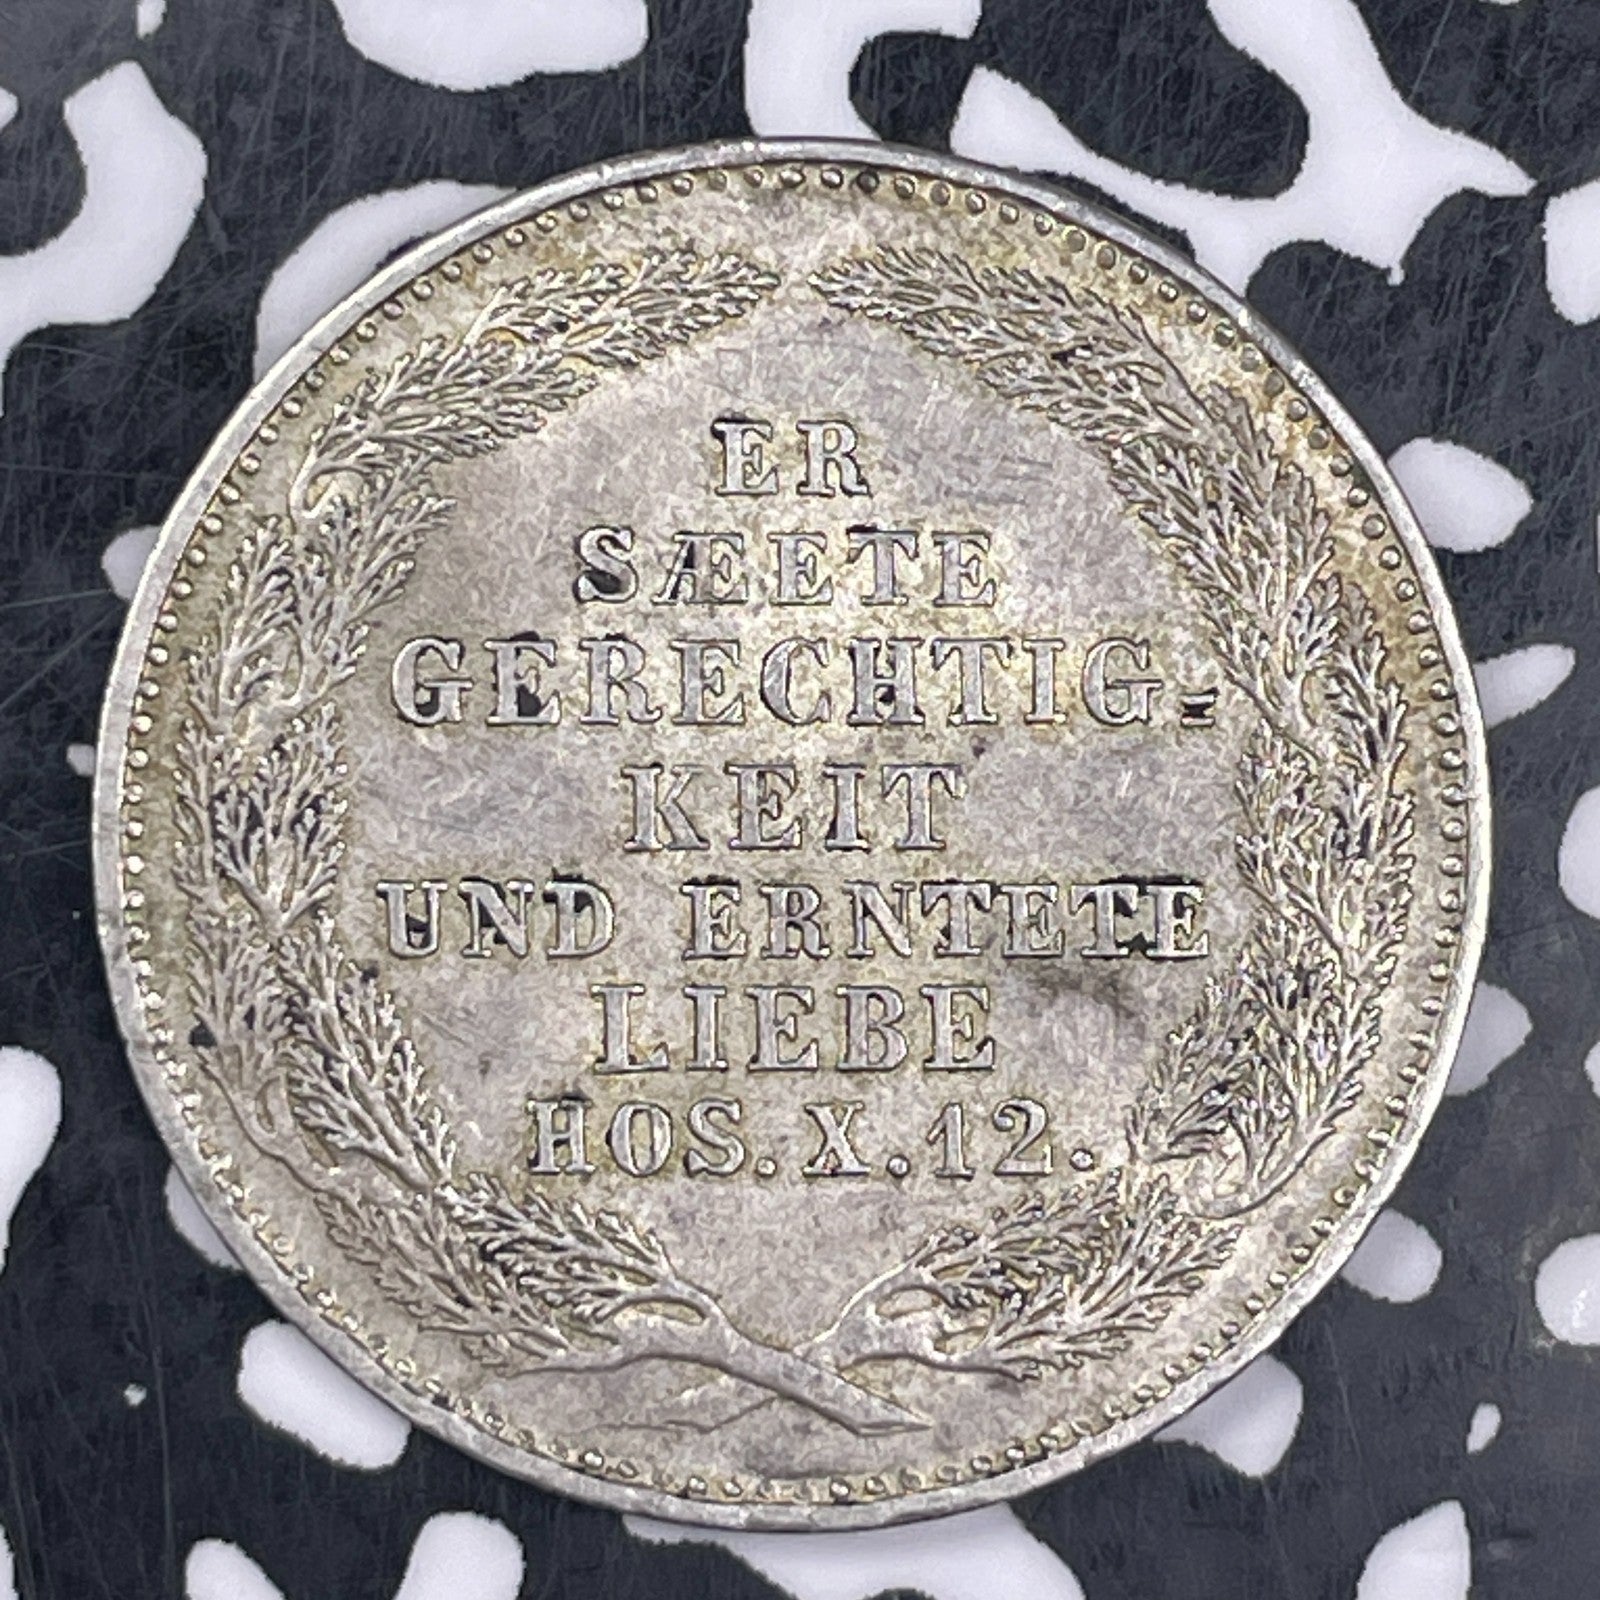 ER
SÆETE
GERECHTIG=
KEIT
UND ERNTETE
LIEBE
HOS. X. 12.